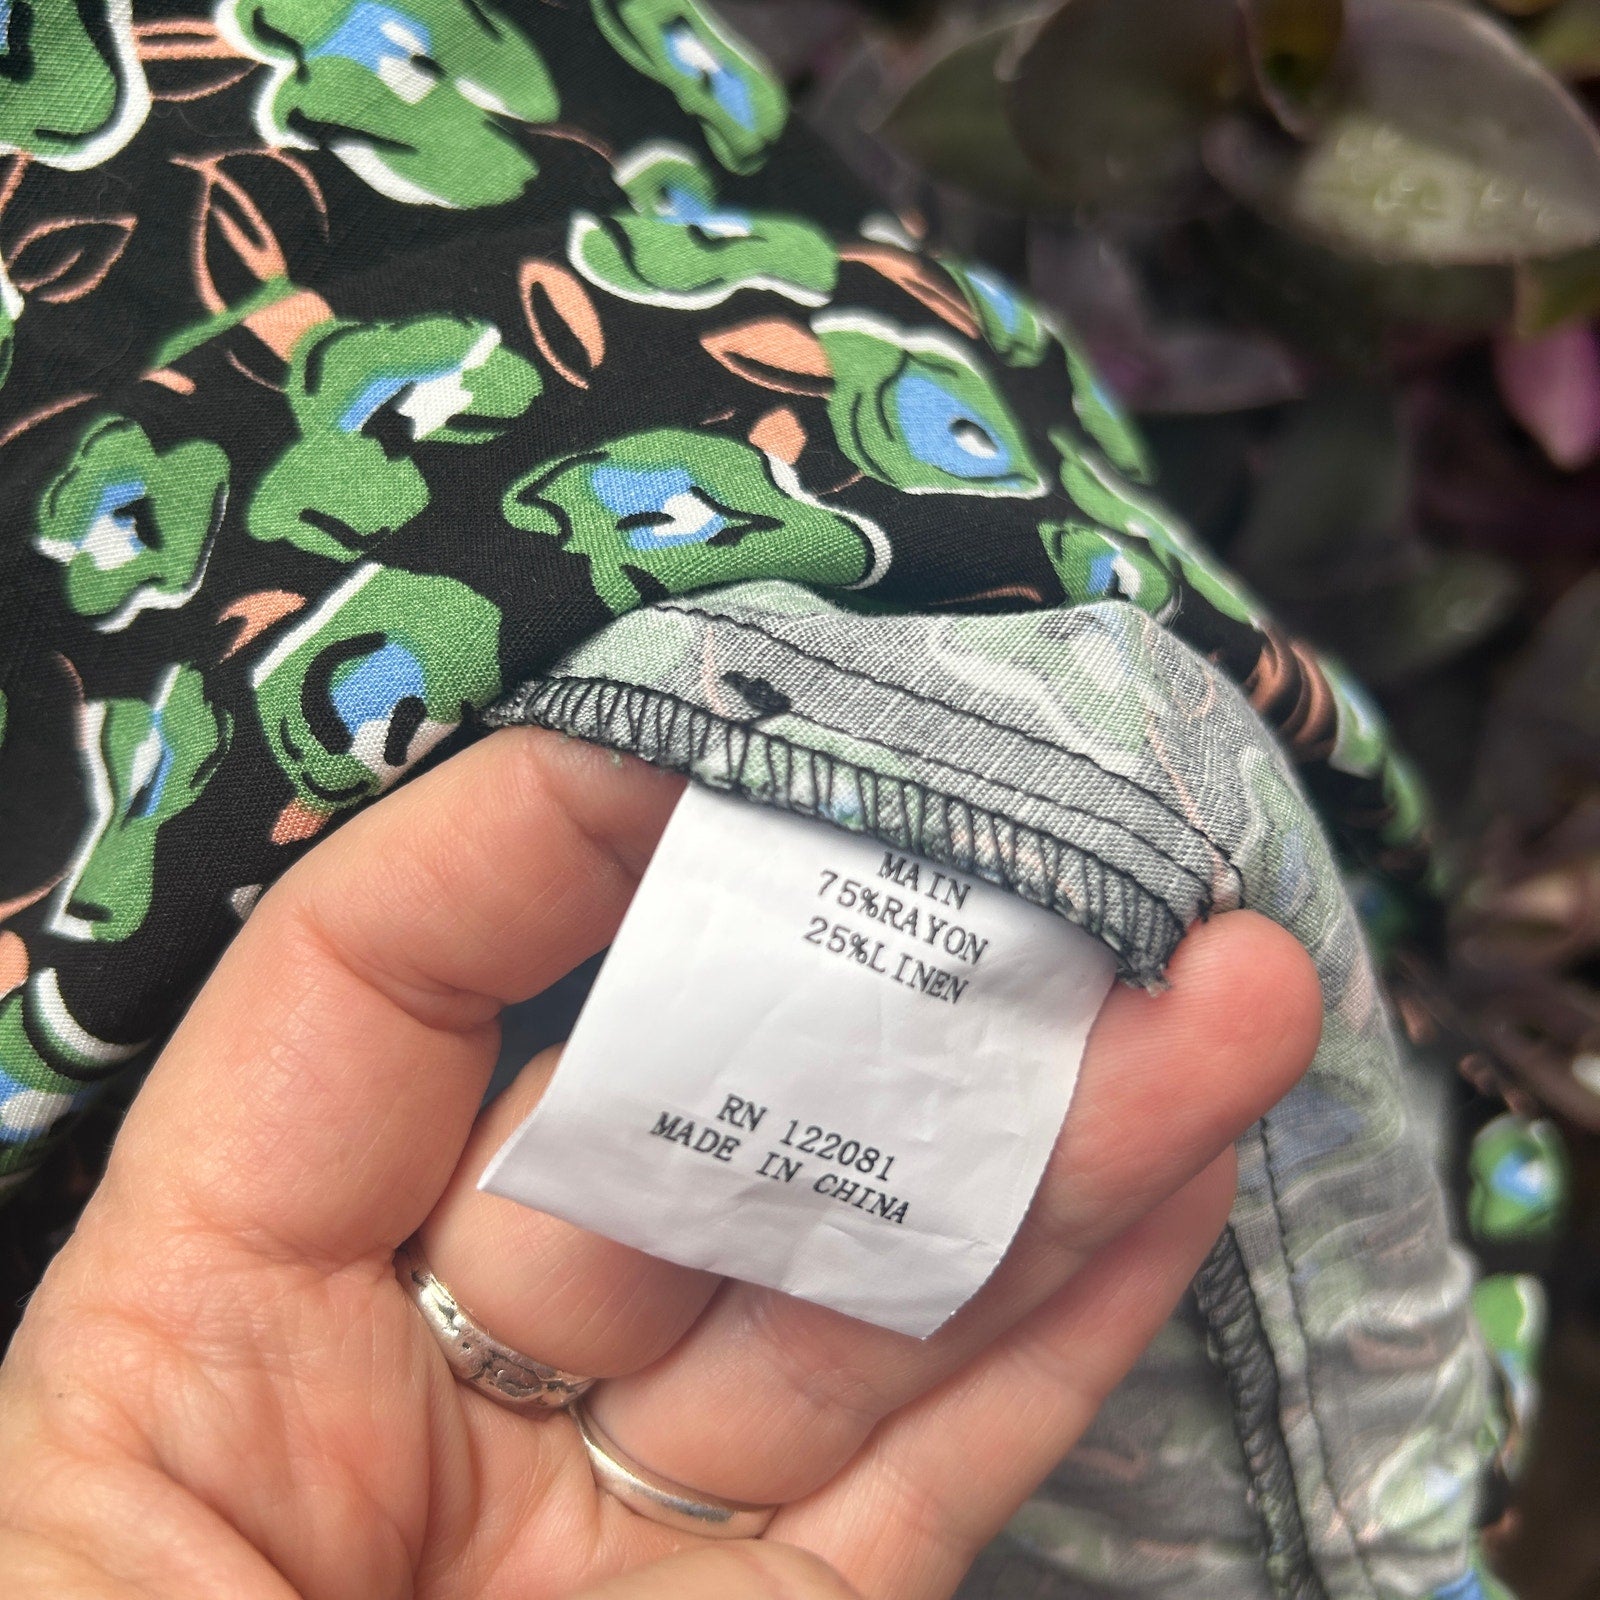 MAIN
75%RAYON
25%LINEN
RN 122081
MADE IN CHINA